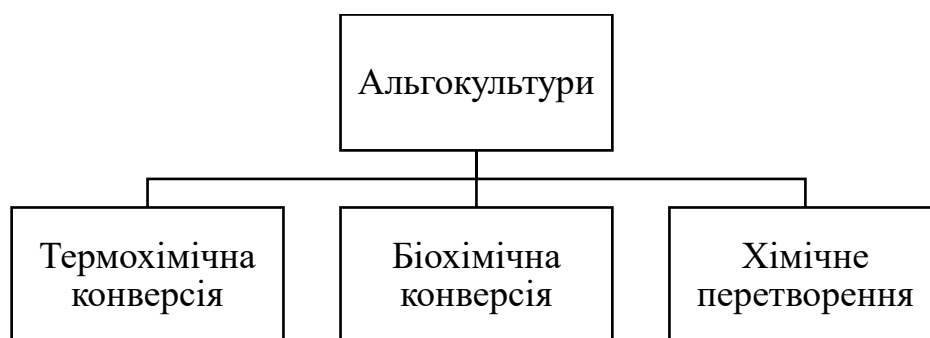 Альгокультури
Термохімічна
конверсія
Біохімічна
конверсія
Хімічне
перетворення